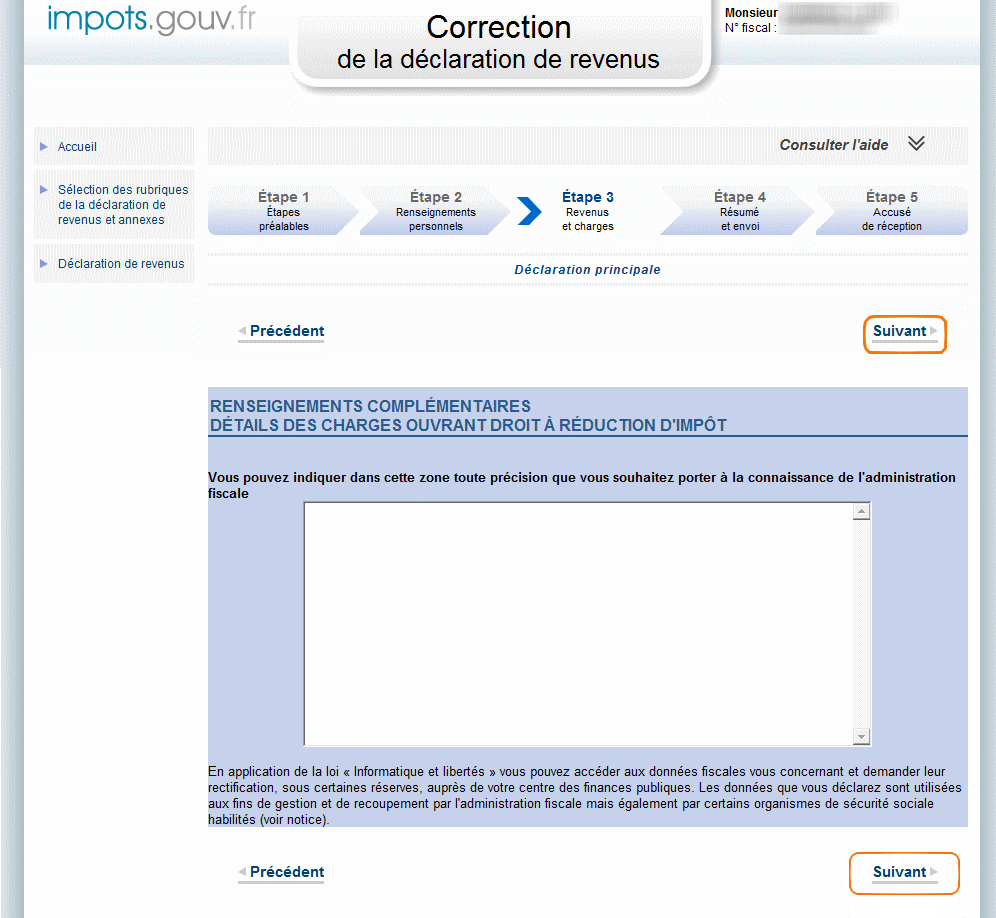 impots.gouv.fr
Correction
de la déclaration de revenus
Monsieur
N° fiscal :
Accueil
Sélection des rubriques
de la déclaration de
revenus et annexes
Déclaration de revenus
Consulter l'aide
Étape 1
Étapes
préalables
Étape 2
Renseignements
personnels
Étape 3
Revenus
et charges
Étape 4
Résumé
et envoi
Étape 5
Accusé
de réception
Déclaration principale
Précédent
Suivant
RENSEIGNEMENTS COMPLÉMENTAIRES
DÉTAILS DES CHARGES OUVRANT DROIT À RÉDUCTION D'IMPÔT
Vous pouvez indiquer dans cette zone toute précision que vous souhaitez porter à la connaissance de l'administration
fiscale
En application de la loi « Informatique et libertés » vous pouvez accéder aux données fiscales vous concernant et demander leur
rectification, sous certaines réserves, auprès de votre centre des finances publiques. Les données que vous déclarez sont utilisées
aux fins de gestion et de recoupement par l'administration fiscale mais également par certains organismes de sécurité sociale
habilités (voir notice).
Précédent
Suivant